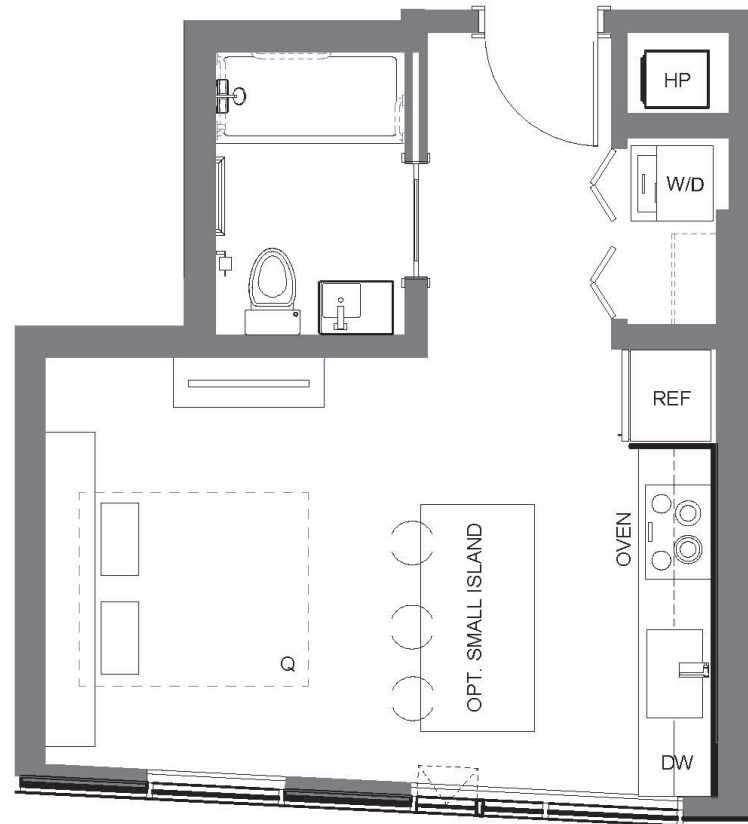 HP
W/D
REF
OVEN
OPT. SMALL ISLAND
Q
DW